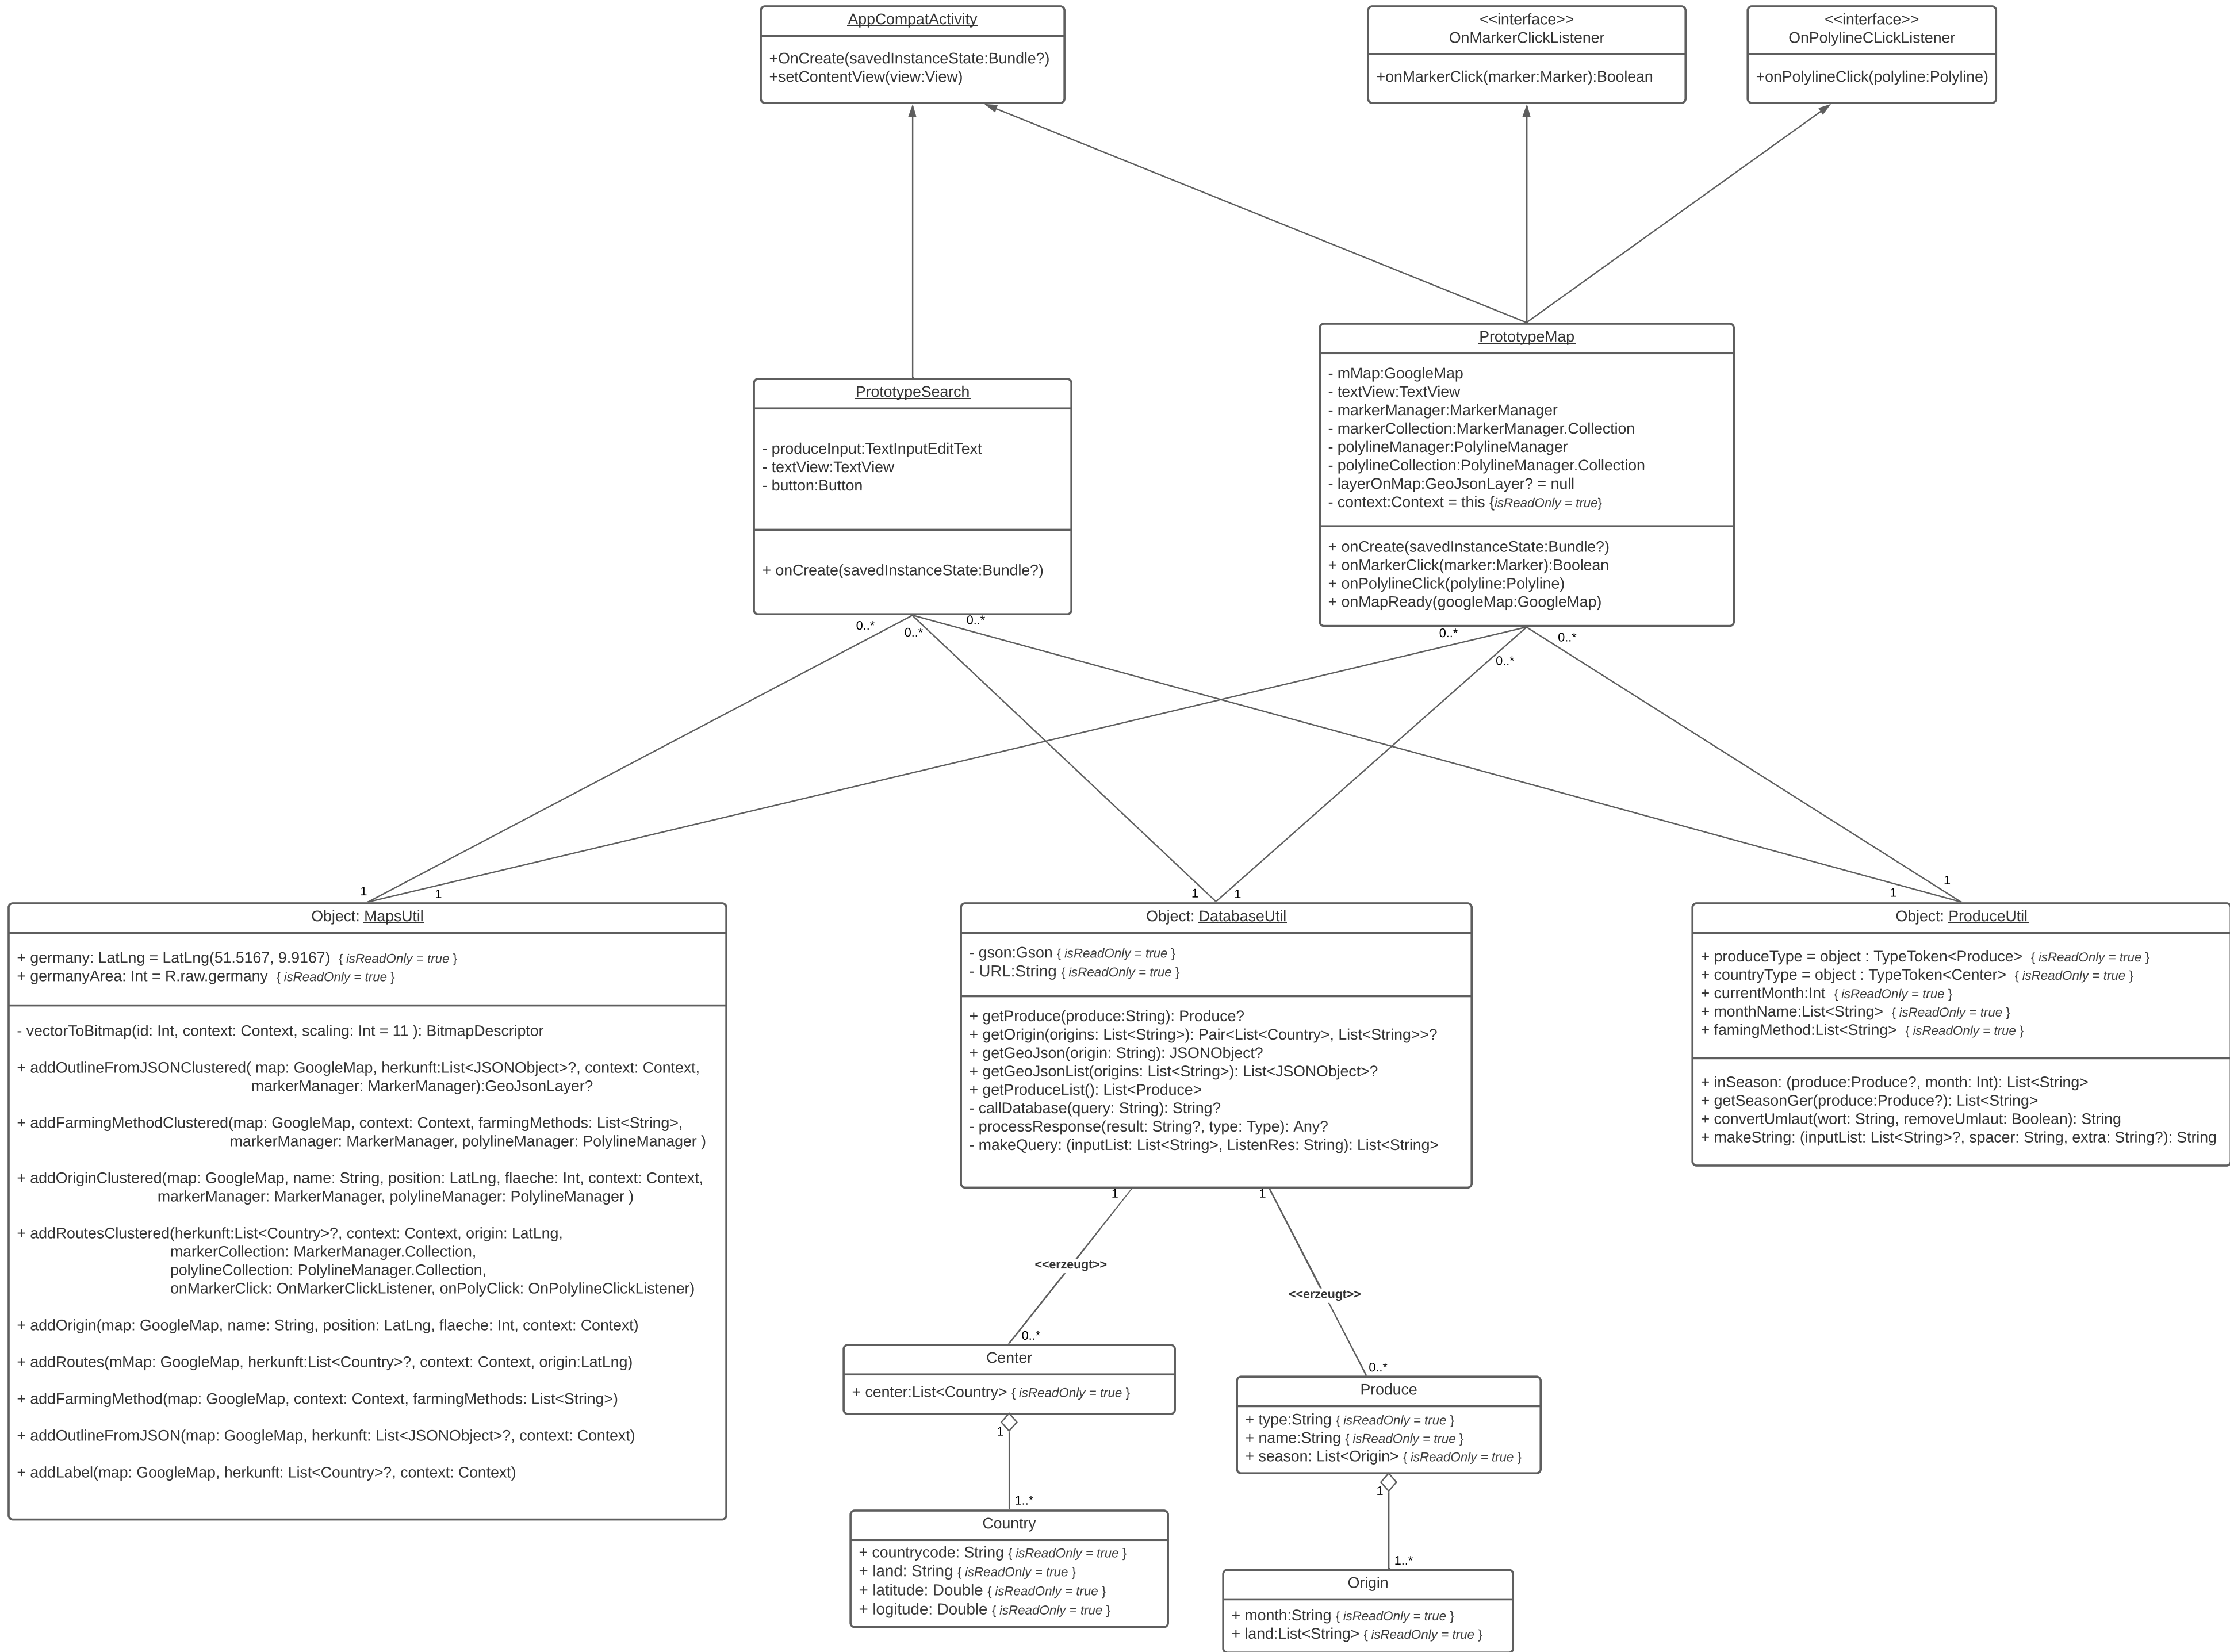 AppCompatActivity
+OnCreate(savedInstanceState:Bundle?)
+setContentView(view:View)
<<interface>>
OnMarkerClickListener
+onMarkerClick(marker:Marker):Boolean
<<interface>>
OnPolylineCLickListener
+onPolylineClick(polyline:Polyline)
PrototypeSearch
- produceInput:TextInputEditText
- textView:TextView
- button:Button
+ onCreate(savedInstanceState:Bundle?)
PrototypeMap
- mMap:GoogleMap
- textView:TextView
- markerManager:MarkerManager
- markerCollection:MarkerManager.Collection
- polylineManager:PolylineManager
- polylineCollection:PolylineManager.Collection
- layerOnMap:GeoJsonLayer? = null
- context:Context = this {isReadOnly = true}
+ onCreate(savedInstanceState:Bundle?)
+ onMarkerClick(marker:Marker):Boolean
+ onPolylineClick(polyline:Polyline)
+ onMapReady(googleMap:GoogleMap)
0..*
0..*
0..*
0..*
0..*
0..*
1
1
1
1
1
1
Object: MapsUtil
+ germany: LatLng = LatLng(51.5167, 9.9167) { isReadOnly = true }
+ germanyArea: Int = R.raw.germany { isReadOnly = true }
- vectorToBitmap(id: Int, context: Context, scaling: Int = 11 ): BitmapDescriptor
+ addOutlineFromJSONClustered( map: GoogleMap, herkunft:List<JSONObject>?, context: Context,
markerManager: MarkerManager):GeoJsonLayer?
+ addFarmingMethodClustered(map: GoogleMap, context: Context, farmingMethods: List<String>,
markerManager: MarkerManager, polylineManager: PolylineManager )
+ addOriginClustered(map: GoogleMap, name: String, position: LatLng, flaeche: Int, context: Context,
markerManager: MarkerManager, polylineManager: PolylineManager )
+ addRoutesClustered(herkunft:List<Country>?, context: Context, origin: LatLng,
markerCollection: MarkerManager.Collection,
polylineCollection: PolylineManager.Collection,
onMarkerClick: OnMarkerClickListener, onPolyClick: OnPolylineClickListener)
+ addOrigin(map: GoogleMap, name: String, position: LatLng, flaeche: Int, context: Context)
+ addRoutes(mMap: GoogleMap, herkunft:List<Country>?, context: Context, origin:LatLng)
+ addFarmingMethod(map: GoogleMap, context: Context, farmingMethods: List<String>)
+ addOutlineFromJSON(map: GoogleMap, herkunft: List<JSONObject>?, context: Context)
+ addLabel(map: GoogleMap, herkunft: List<Country>?, context: Context)
Object: DatabaseUtil
- gson:Gson { isReadOnly = true }
- URL:String { isReadOnly = true }
+ getProduce(produce:String): Produce?
+ getOrigin(origins: List<String>): Pair<List<Country>, List<String>>?
+ getGeoJson(origin: String): JSONObject?
+ getGeoJsonList(origins: List<String>): List<JSONObject>?
+ getProduceList(): List<Produce>
- callDatabase(query: String): String?
- processResponse(result: String?, type: Type): Any?
- makeQuery: (inputList: List<String>, ListenRes: String): List<String>
Object: ProduceUtil
+ produceType = object : TypeToken<Produce> { isReadOnly = true }
+ countryType = object : TypeToken<Center> { isReadOnly = true }
+ currentMonth:Int { isReadOnly = true }
+ monthName:List<String> { isReadOnly = true }
+ famingMethod:List<String> { isReadOnly = true }
+ inSeason: (produce:Produce?, month: Int): List<String>
+ getSeasonGer(produce:Produce?): List<String>
+ convertUmlaut(wort: String, removeUmlaut: Boolean): String
+ makeString: (inputList: List<String>?, spacer: String, extra: String?): String
1
1
<<erzeugt>>
<<erzeugt>>
0..*
0..*
Center
+ center:List<Country> { isReadOnly = true }
1
1..*
Country
+ countrycode: String { isReadOnly = true }
+ land: String { isReadOnly = true }
+ latitude: Double { isReadOnly = true }
+ logitude: Double { isReadOnly = true }
Produce
+ type:String { isReadOnly = true }
+ name:String { isReadOnly = true }
+ season: List<Origin> { isReadOnly = true }
1
1..*
Origin
+ month:String { isReadOnly = true }
+ land:List<String> { isReadOnly = true }